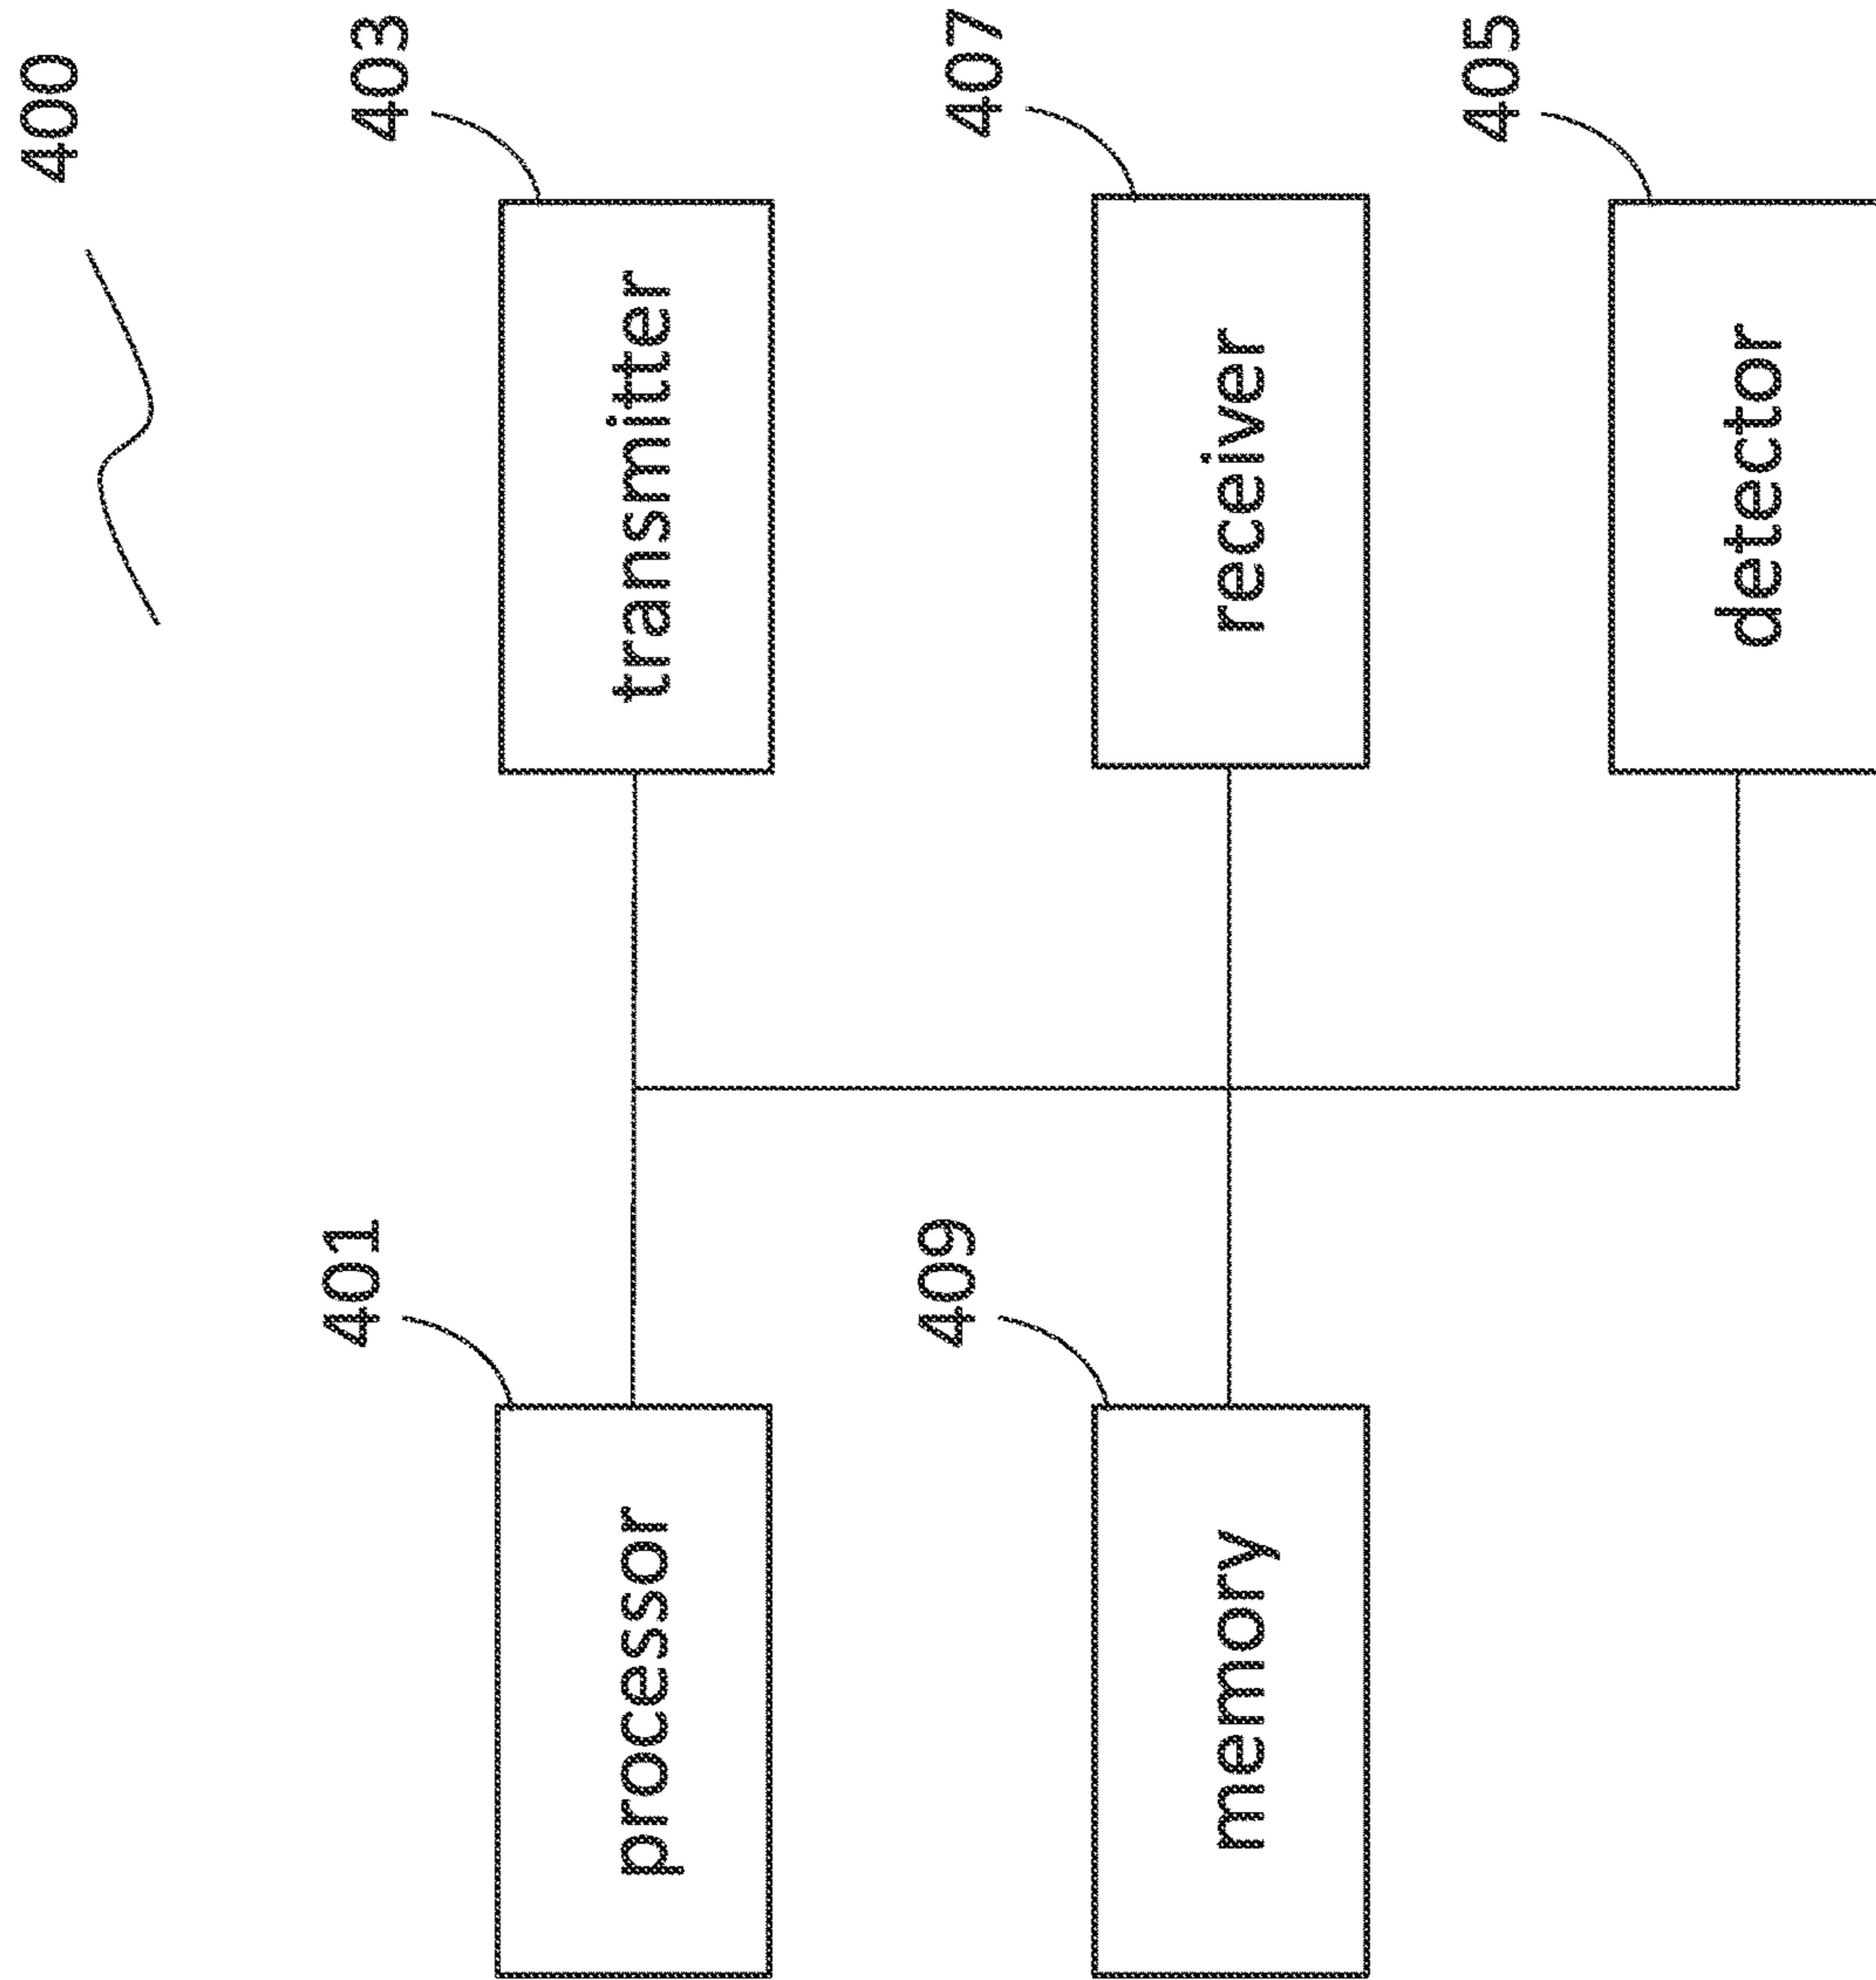 400
401
processor
403
transmitter
409
memory
407
receiver
405
detector